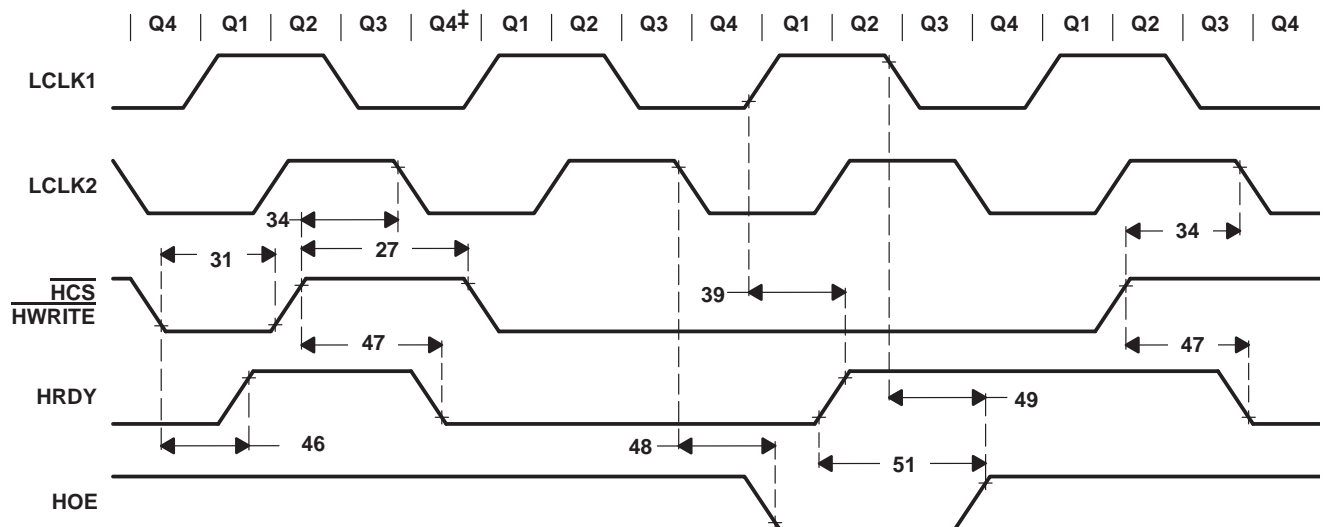 Q4 Q1 Q2 Q3 Q4‡ Q1 Q2 Q3 Q4 Q1 Q2 Q3 Q4 Q1 Q2 Q3 Q4
LCLK1
LCLK2
34
31
27
34
HCS
HWRITE
39
47
47
HRDY
49
46
48
51
HOE